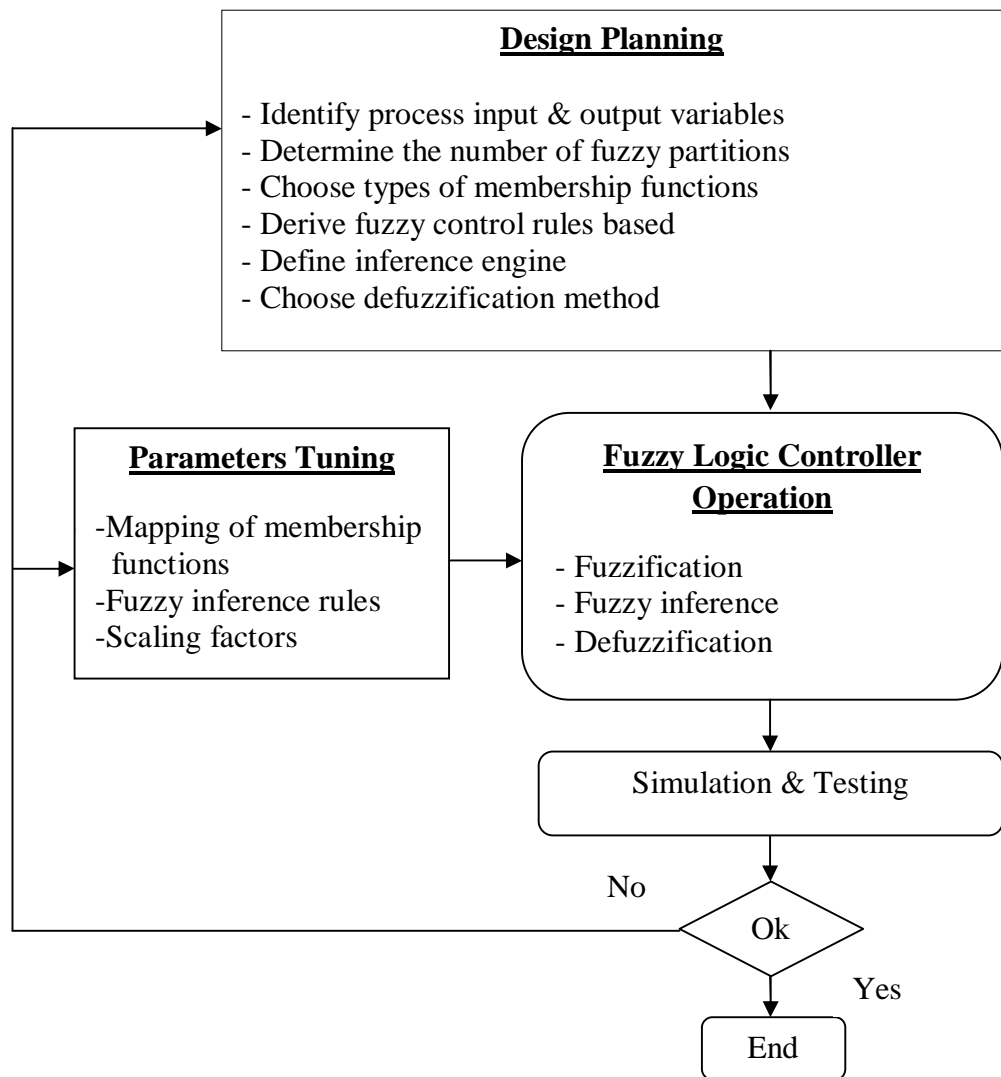 Design Planning
- Identify process input & output variables
- Determine the number of fuzzy partitions
- Choose types of membership functions
- Derive fuzzy control rules based
- Define inference engine
- Choose defuzzification method
Parameters Tuning
-Mapping of membership
functions
-Fuzzy inference rules
-Scaling factors
Fuzzy Logic Controller
Operation
- Fuzzification
- Fuzzy inference
- Defuzzification
Simulation & Testing
No
Ok
Yes
End